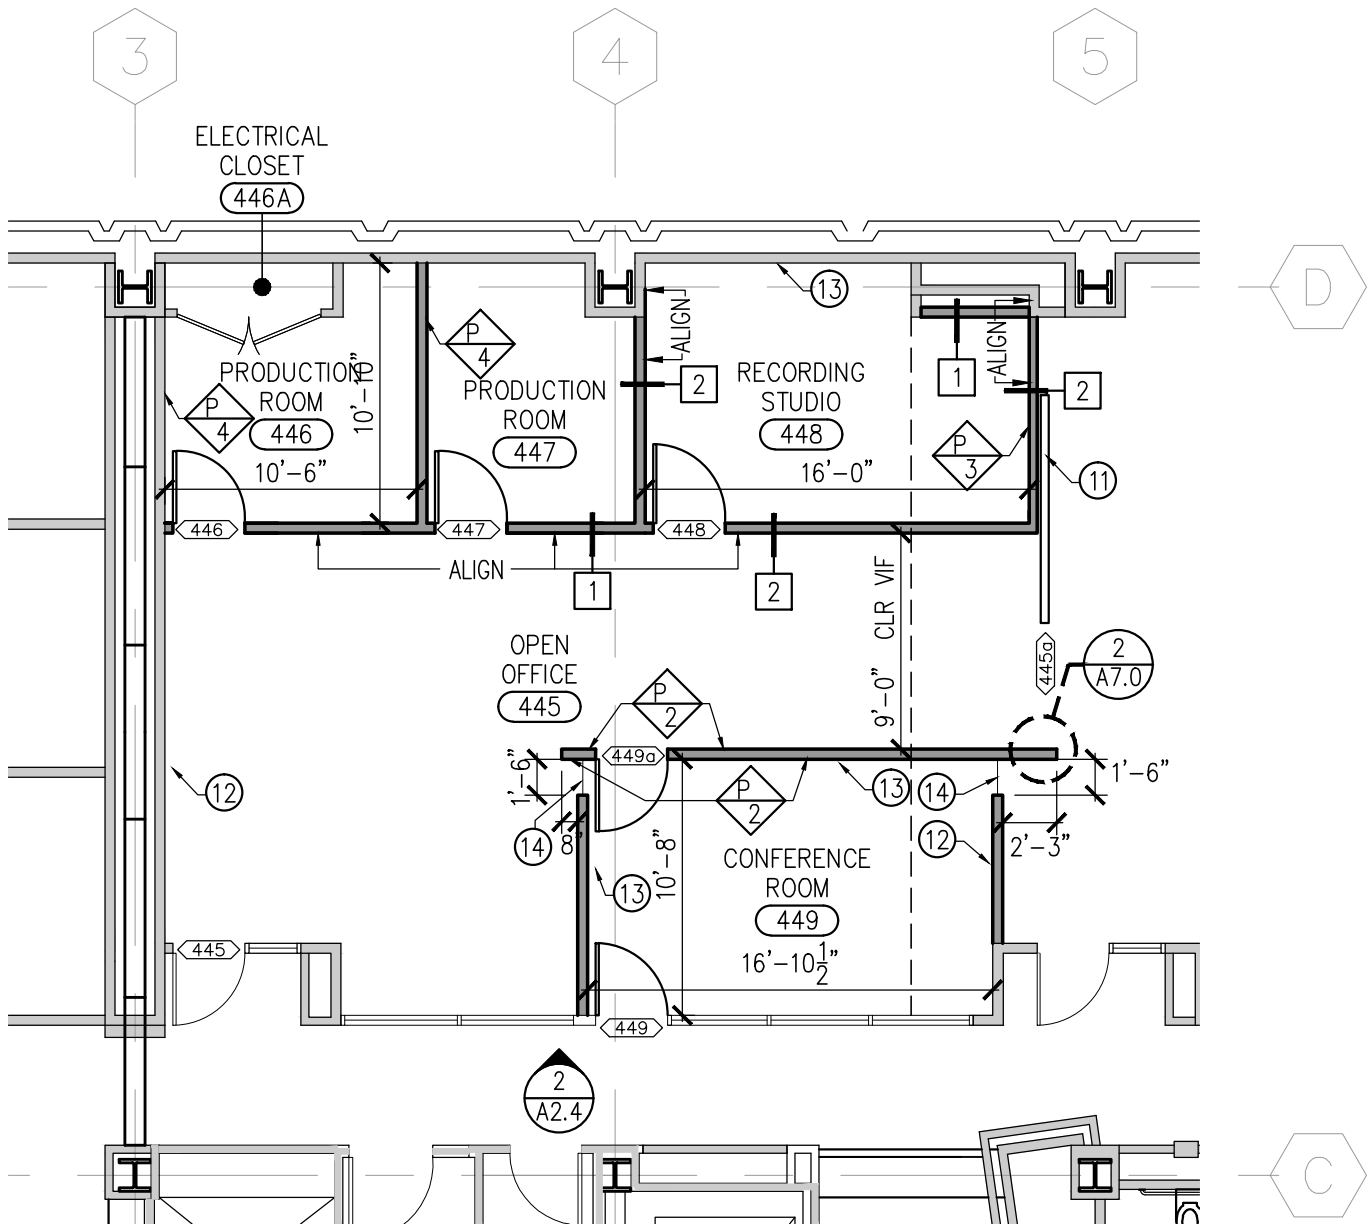 3
4
5
ELECTRICAL
CLOSET
446A
D
13
ALIGN
ALIGN
P
4
P
4
PRODUCTION
ROOM
446
10'-10"
10'-6"
PRODUCTION
ROOM
447
2
RECORDING
STUDIO
448
16'-0"
1
2
P
3
11
446
447
448
ALIGN
1
2
CLR VIF
9'-0"
OPEN
OFFICE
445
P
2
445a
2
A7.0
449a
1'-6"
12
14
8"
P
2
13
14
1'-6"
12
2'-3"
10'-8"
13
CONFERENCE
ROOM
449
16'-10½"
445
449
2
A2.4
C